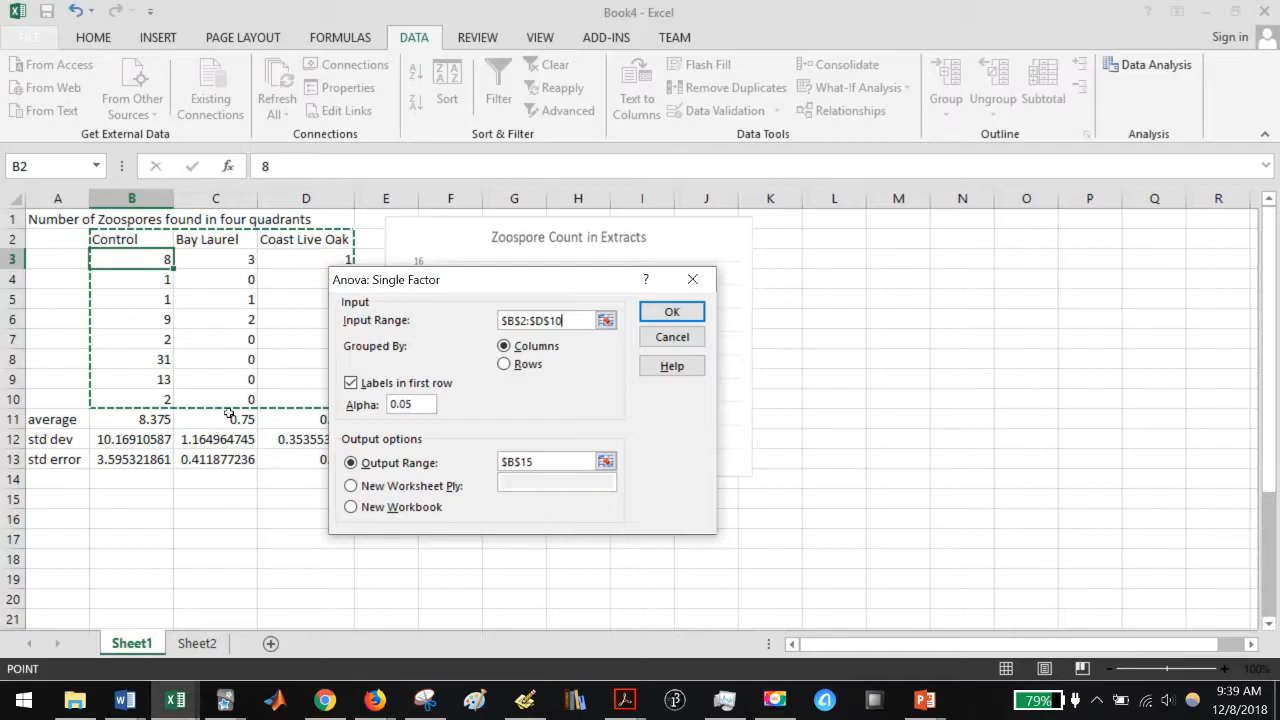 Book4 - Excel
FILE HOME INSERT PAGE LAYOUT FORMULAS DATA REVIEW VIEW ADD-INS TEAM Sign in
From Access
From Web
From Text
From Other Sources
Existing Connections
Get External Data
Refresh All
Connections
Properties
Edit Links
Connections
Sort
Filter
Clear
Reapply
Advanced
Sort & Filter
Text to Columns
Flash Fill
Remove Duplicates
Data Validation
Consolidate
What-If Analysis
Relationships
Data Tools
Group
Ungroup
Subtotal
Outline
Data Analysis
Analysis
B2 fx 8
A B C D E F G H I J K L M N O P Q R
1 Number of Zoospores found in four quadrants
2 Control Bay Laurel Coast Live Oak
3 8 3 1
4 1 0
5 1 1
6 9 2
7 2 0
8 31 0
9 13 0
10 2 0
11 average 8.375 0.75 0.
12 std dev 10.16910587 1.164964745 0.353553
13 std error 3.595321861 0.411877236 0.
14
15
16
17
18
19
20
21
Zoospore Count in Extracts
16
Anova: Single Factor ?
Input
Input Range: $B$2:$D$10
Grouped By: Columns
Rows
Labels in first row
Alpha: 0.05
Output options
Output Range: $B$15
New Worksheet Ply:
New Workbook
OK
Cancel
Help
Sheet1 Sheet2
POINT 100%
79%
9:39 AM
12/8/2018